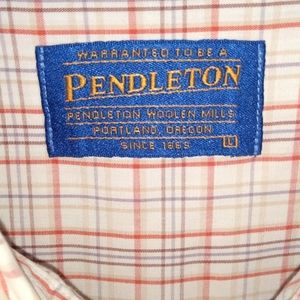 WARRANTED TO BE A
PENDLETON
PENDLETON WOOLEN MILLS
PORTLAND, OREGON
SINCE 1863 L